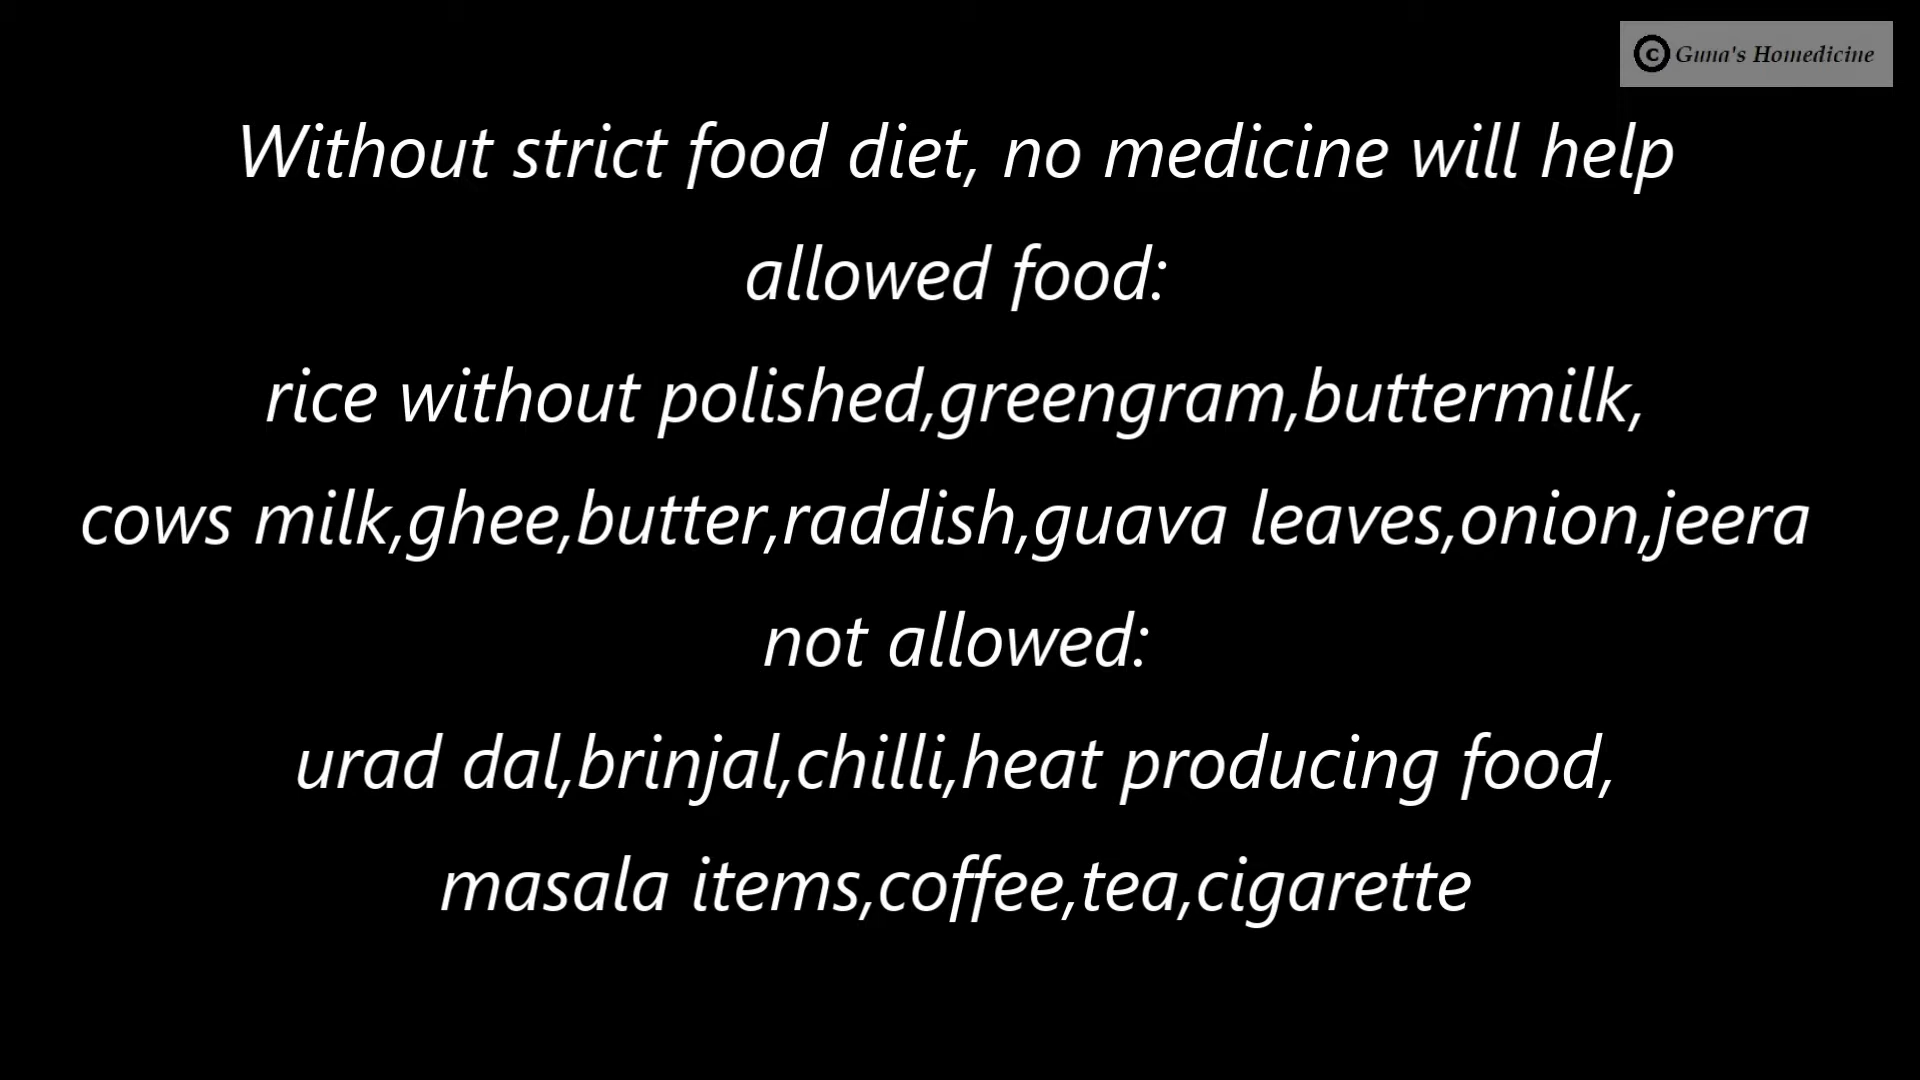 © Guna's Homedicine
Without strict food diet, no medicine will help
allowed food:
rice without polished,greengram,buttermilk,
cows milk,ghee,butter,raddish,guava leaves,onion,jeera
not allowed:
urad dal,brinjal,chilli,heat producing food,
masala items,coffee,tea,cigarette